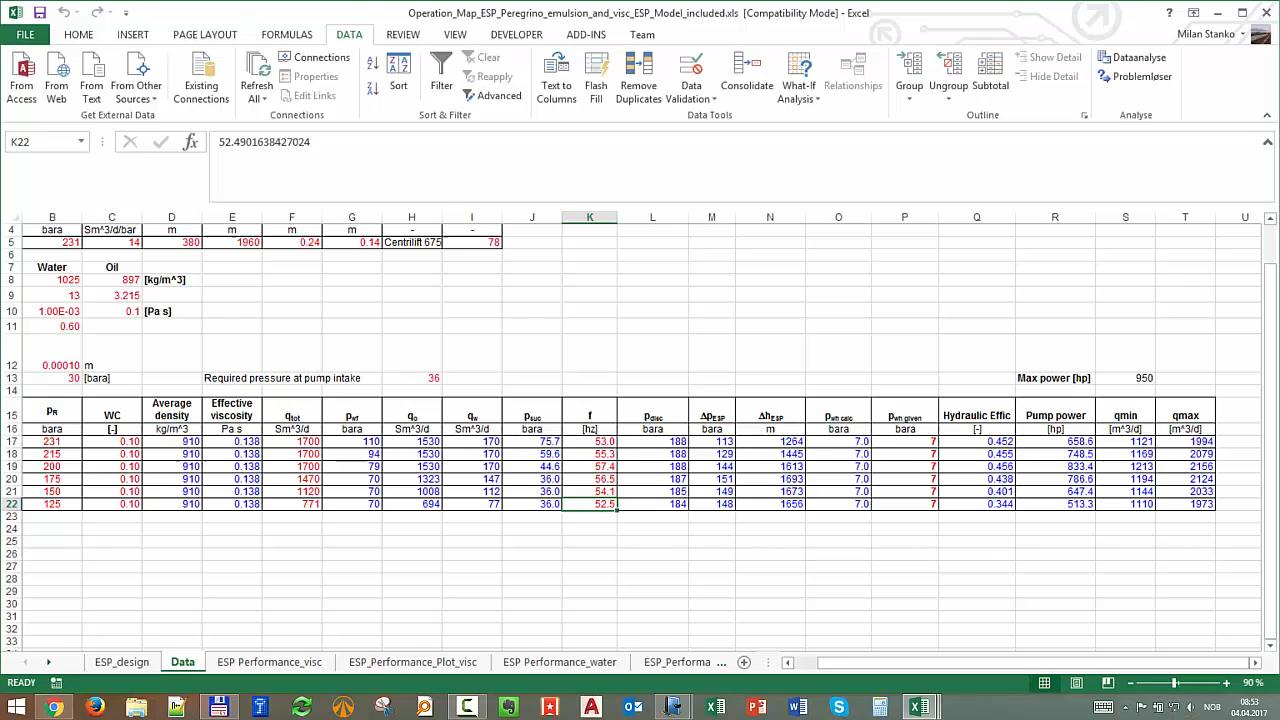 Operation_Map_ESP_Peregrino_emulsion_and_visc_ESP_Model_included.xls [Compatibility Mode] - Excel
FILE HOME INSERT PAGE LAYOUT FORMULAS DATA REVIEW VIEW DEVELOPER ADD-INS Team Milan Stanko
From Access From Web From Text From Other Sources Existing Connections Refresh All Connections Properties Edit Links Sort Filter Clear Reapply Advanced Text to Columns Flash Fill Remove Duplicates Data Validation Consolidate What-If Analysis Relationships Group Ungroup Subtotal Show Detail Hide Detail Dataanalyse Problemløser
Get External Data Connections Sort & Filter Data Tools Outline Analyse
K22 fx 52.4901638427024
B C D E F G H I J K L M N O P Q R S T U
4 bara Sm^3/d/bar m m m m - -
5 231 14 380 1960 0.24 0.14 Centrilift 675 78
6
7 Water Oil
8 1025 897 [kg/m^3]
9 13 3.215
10 1.00E-03 0.1 [Pa s]
11 0.60
12 0.00010 m
13 30 [bara] Required pressure at pump intake 36 Max power [hp] 950
14
15 pR WC Average density Effective viscosity qtot pwf qo qw psuc f pdisc ΔpESP ΔhESP pwh calc pwh given Hydraulic Effic Pump power qmin qmax
16 bara [-] kg/m^3 Pa s Sm^3/d bara Sm^3/d Sm^3/d bara [hz] bara bara m bara bara [-] [hp] [m^3/d] [m^3/d]
17 231 0.10 910 0.138 1700 110 1530 170 75.7 53.0 188 113 1264 7.0 7 0.452 658.6 1121 1994
18 215 0.10 910 0.138 1700 94 1530 170 59.6 55.3 188 129 1445 7.0 7 0.455 748.5 1169 2079
19 200 0.10 910 0.138 1700 79 1530 170 44.6 57.4 188 144 1613 7.0 7 0.456 833.4 1213 2156
20 175 0.10 910 0.138 1470 70 1323 147 36.0 56.5 187 151 1693 7.0 7 0.438 786.6 1194 2124
21 150 0.10 910 0.138 1120 70 1008 112 36.0 54.1 185 149 1673 7.0 7 0.401 647.4 1144 2033
22 125 0.10 910 0.138 771 70 694 77 36.0 52.5 184 148 1656 7.0 7 0.344 513.3 1110 1973
23
24
25
26
27
28
29
30
31
32
33
ESP_design Data ESP Performance_visc ESP_Performance_Plot_visc ESP Performance_water ESP_Performa ...
READY 90 %
NOB 08:53
04.04.2017